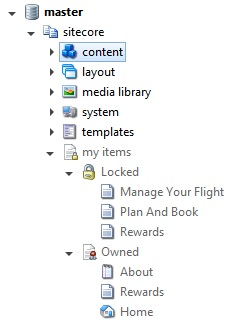 master
sitecore
content
layout
media library
system
templates
my items
Locked
Manage Your Flight
Plan And Book
Rewards
Owned
About
Rewards
Home